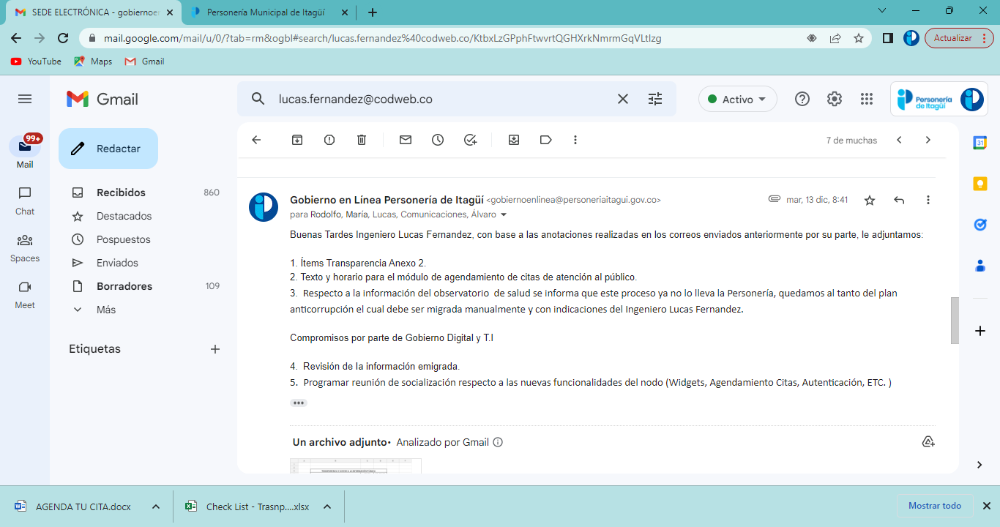 SEDE ELECTRÓNICA - gobiernoen
Personería Municipal de Itagüí
mail.google.com/mail/u/0/?tab=rm&ogbl#search/lucas.fernandez%40codweb.co/KtbxLzGPphFtwvrtQGHXrkNmrmGqVLtlzg
Actualizar
YouTube
Maps
Gmail
Gmail
lucas.fernandez@codweb.co
Activo
Personería
de Itagüí
99+
Mail
Chat
Spaces
Meet
Redactar
Recibidos 860
Destacados
Pospuestos
Enviados
Borradores 109
Más
Etiquetas
7 de muchas
31
Gobierno en Línea Personería de Itagüí <gobiernoenlinea@personeriaitagui.gov.co>
mar, 13 dic, 8:41
para Rodolfo, María, Lucas, Comunicaciones, Álvaro
Buenas Tardes Ingeniero Lucas Fernandez, con base a las anotaciones realizadas en los correos enviados anteriormente por su parte, le adjuntamos:
1. Ítems Transparencia Anexo 2.
2. Texto y horario para el módulo de agendamiento de citas de atención al público.
3. Respecto a la información del observatorio de salud se informa que este proceso ya no lo lleva la Personería, quedamos al tanto del plan
anticorrupción el cual debe ser migrada manualmente y con indicaciones del Ingeniero Lucas Fernandez.
Compromisos por parte de Gobierno Digital y T.I
4. Revisión de la información emigrada.
5. Programar reunión de socialización respecto a las nuevas funcionalidades del nodo (Widgets, Agendamiento Citas, Autenticación, ETC. )
Un archivo adjunto • Analizado por Gmail
AGENDA TU CITA.docx
Check List - Trasnp....xlsx
Mostrar todo